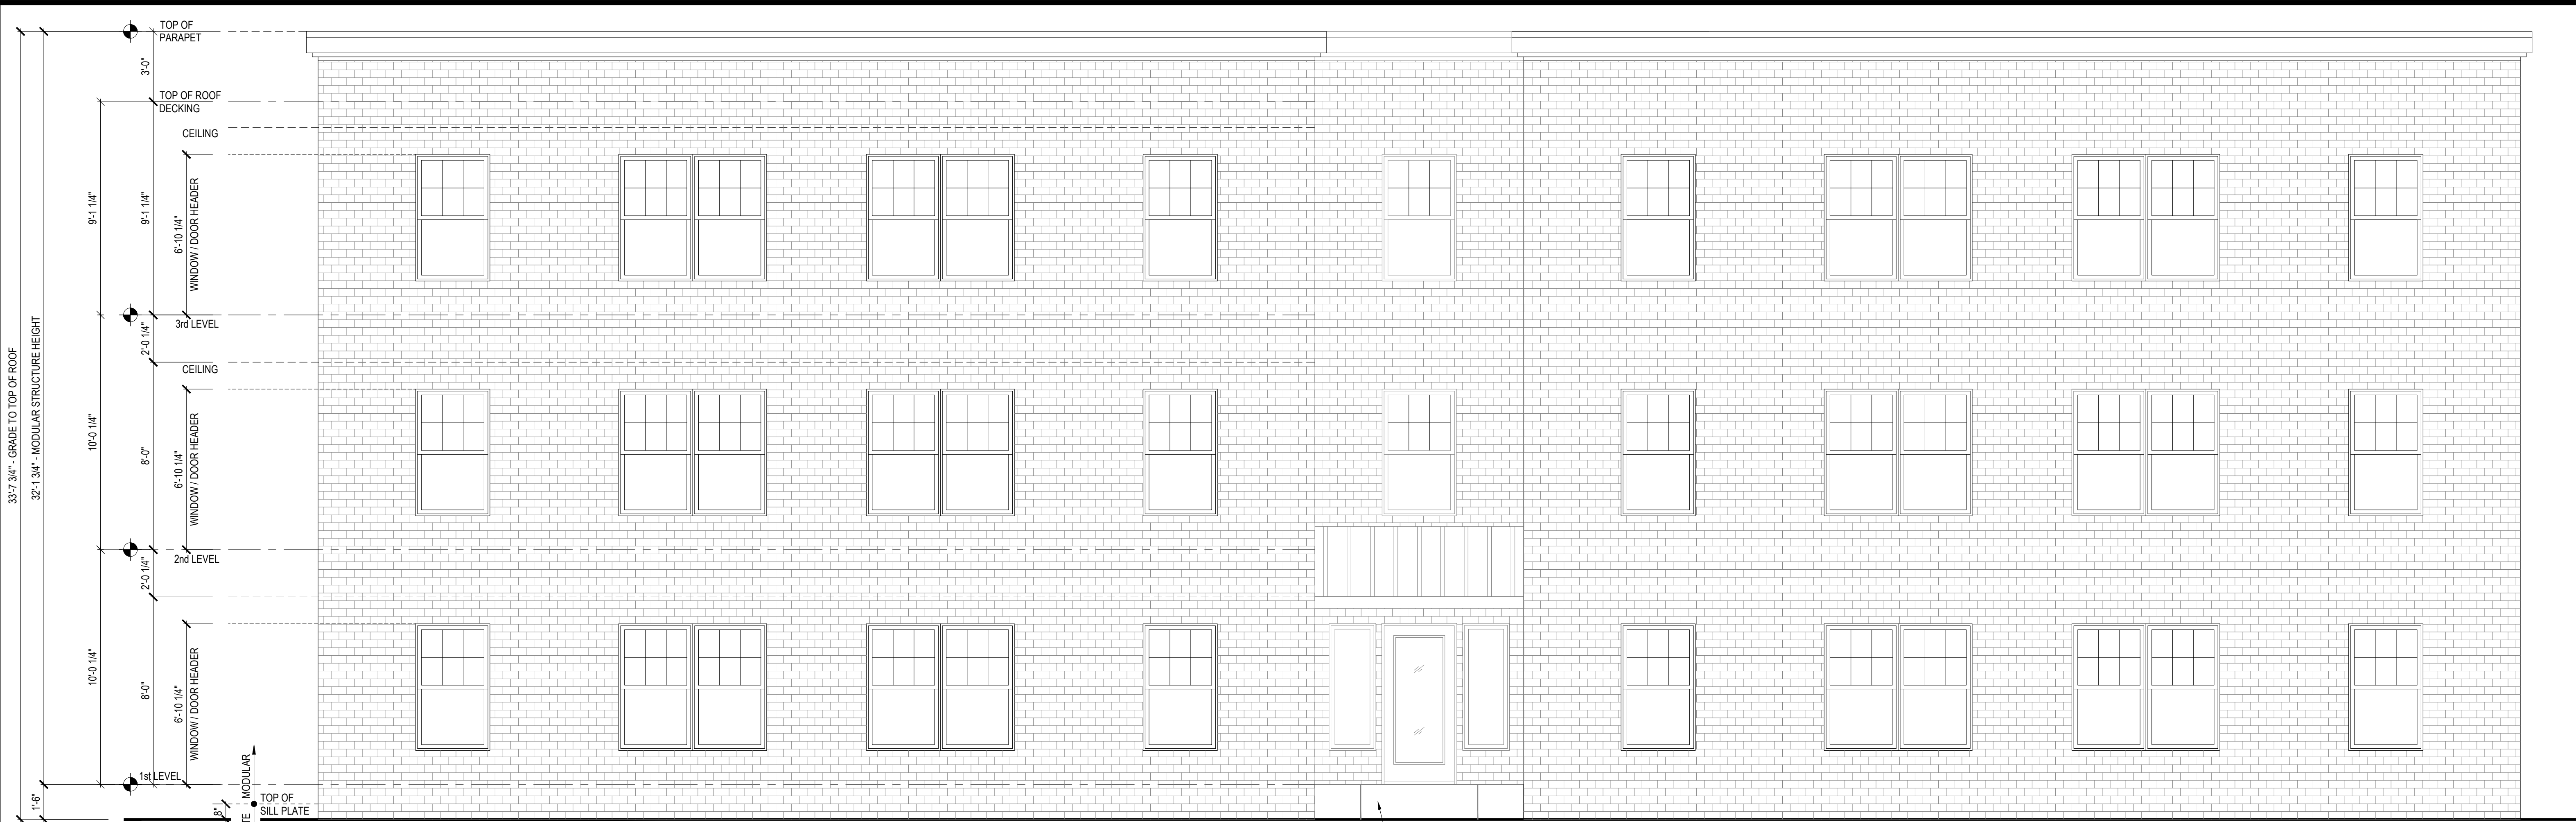 TOP OF
PARAPET
3'-0"
TOP OF ROOF
DECKING
CEILING
9'-1 1/4"
9'-1 1/4"
6'-10 1/4"
WINDOW / DOOR HEADER
3rd LEVEL
2'-0 1/4"
CEILING
33'-7 3/4" - GRADE TO TOP OF ROOF
32'-1 3/4" - MODULAR STRUCTURE HEIGHT
10'-0 1/4"
8'-0"
6'-10 1/4"
WINDOW / DOOR HEADER
2nd LEVEL
2'-0 1/4"
10'-0 1/4"
8'-0"
6'-10 1/4"
WINDOW / DOOR HEADER
1st LEVEL
MODULAR
1'-6"
8"
TOP OF
SILL PLATE